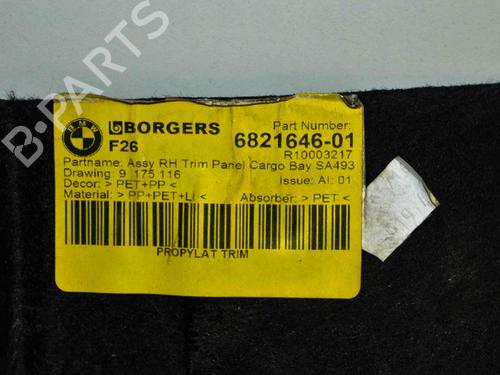 B-PARTS
BMW
BORGERS
F26
Part Number:
6821646-01
R10003217
Partname: Assy RH Trim Panel Cargo Bay SA493
Drawing: 9 175 116
Issue: AI: 01
Decor: > PET+PP <
Material: > PP+PET+LI <
Absorber: > PET <
PROPYLAT TRIM